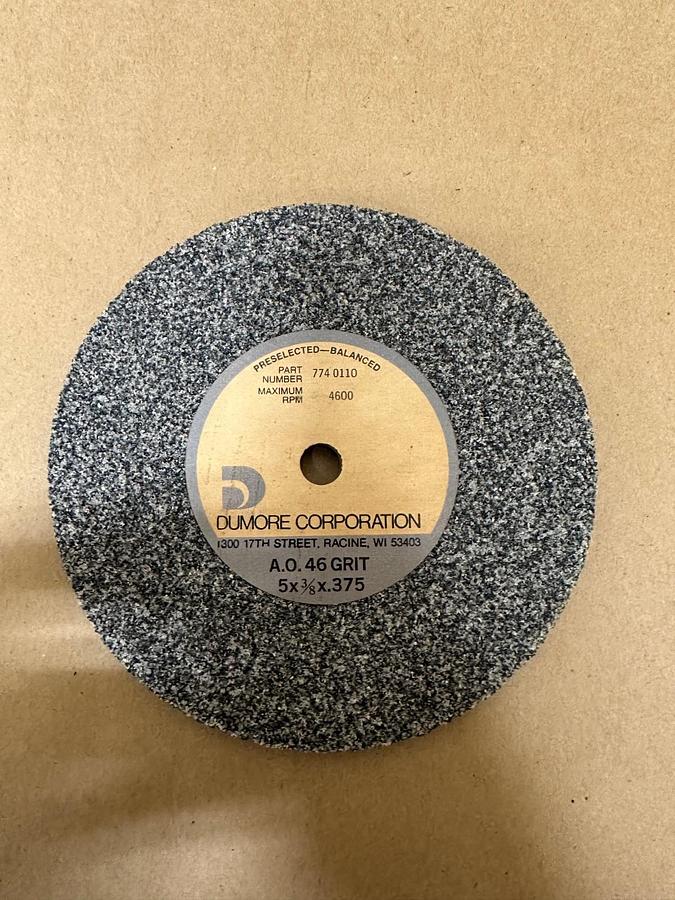 PRESELECTED—BALANCED
PART NUMBER 774 0110
MAXIMUM RPM 4600
DUMORE CORPORATION
1300 17TH STREET, RACINE, WI 53403
A.O. 46 GRIT
5x⅜x.375